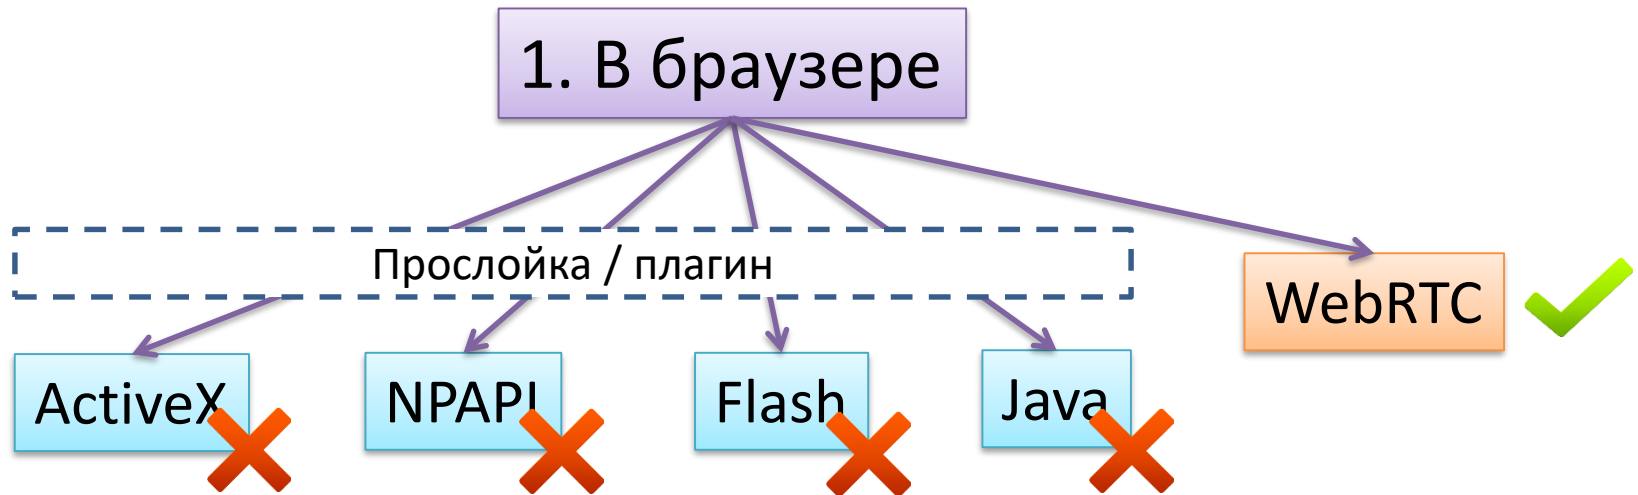 1. В браузере
Прослойка / плагин
WebRTC
ActiveX
NPAPI
Flash
Java